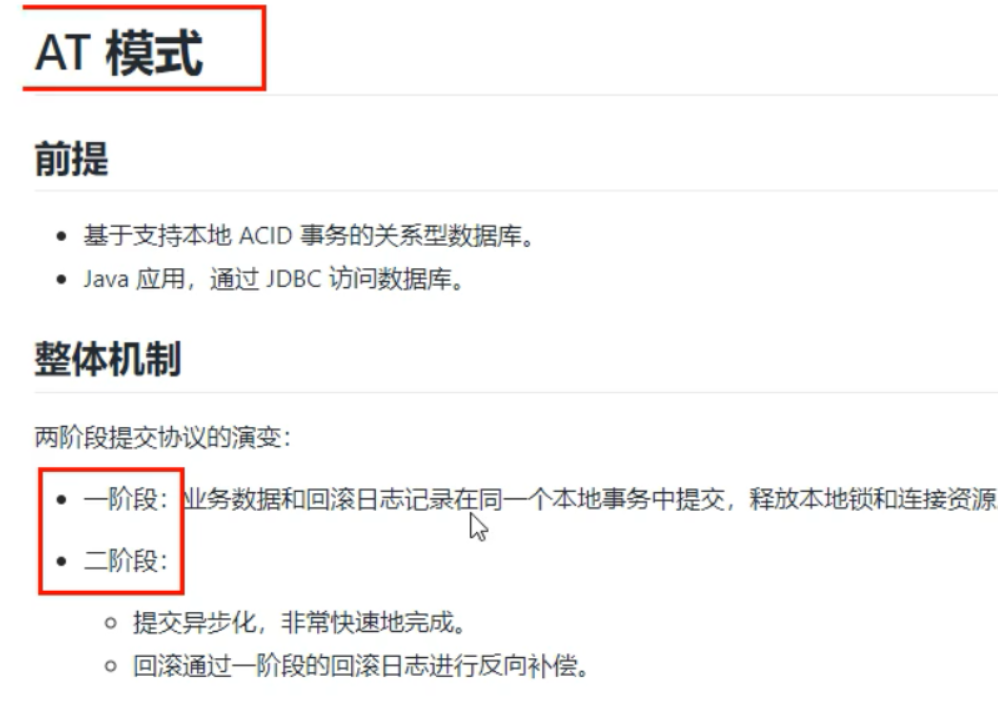 AT 模式
前提
基于支持本地 ACID 事务的关系型数据库。
Java 应用，通过 JDBC 访问数据库。
整体机制
两阶段提交协议的演变：
一阶段：业务数据和回滚日志记录在同一个本地事务中提交，释放本地锁和连接资源
二阶段：
提交异步化，非常快速地完成。
回滚通过一阶段的回滚日志进行反向补偿。